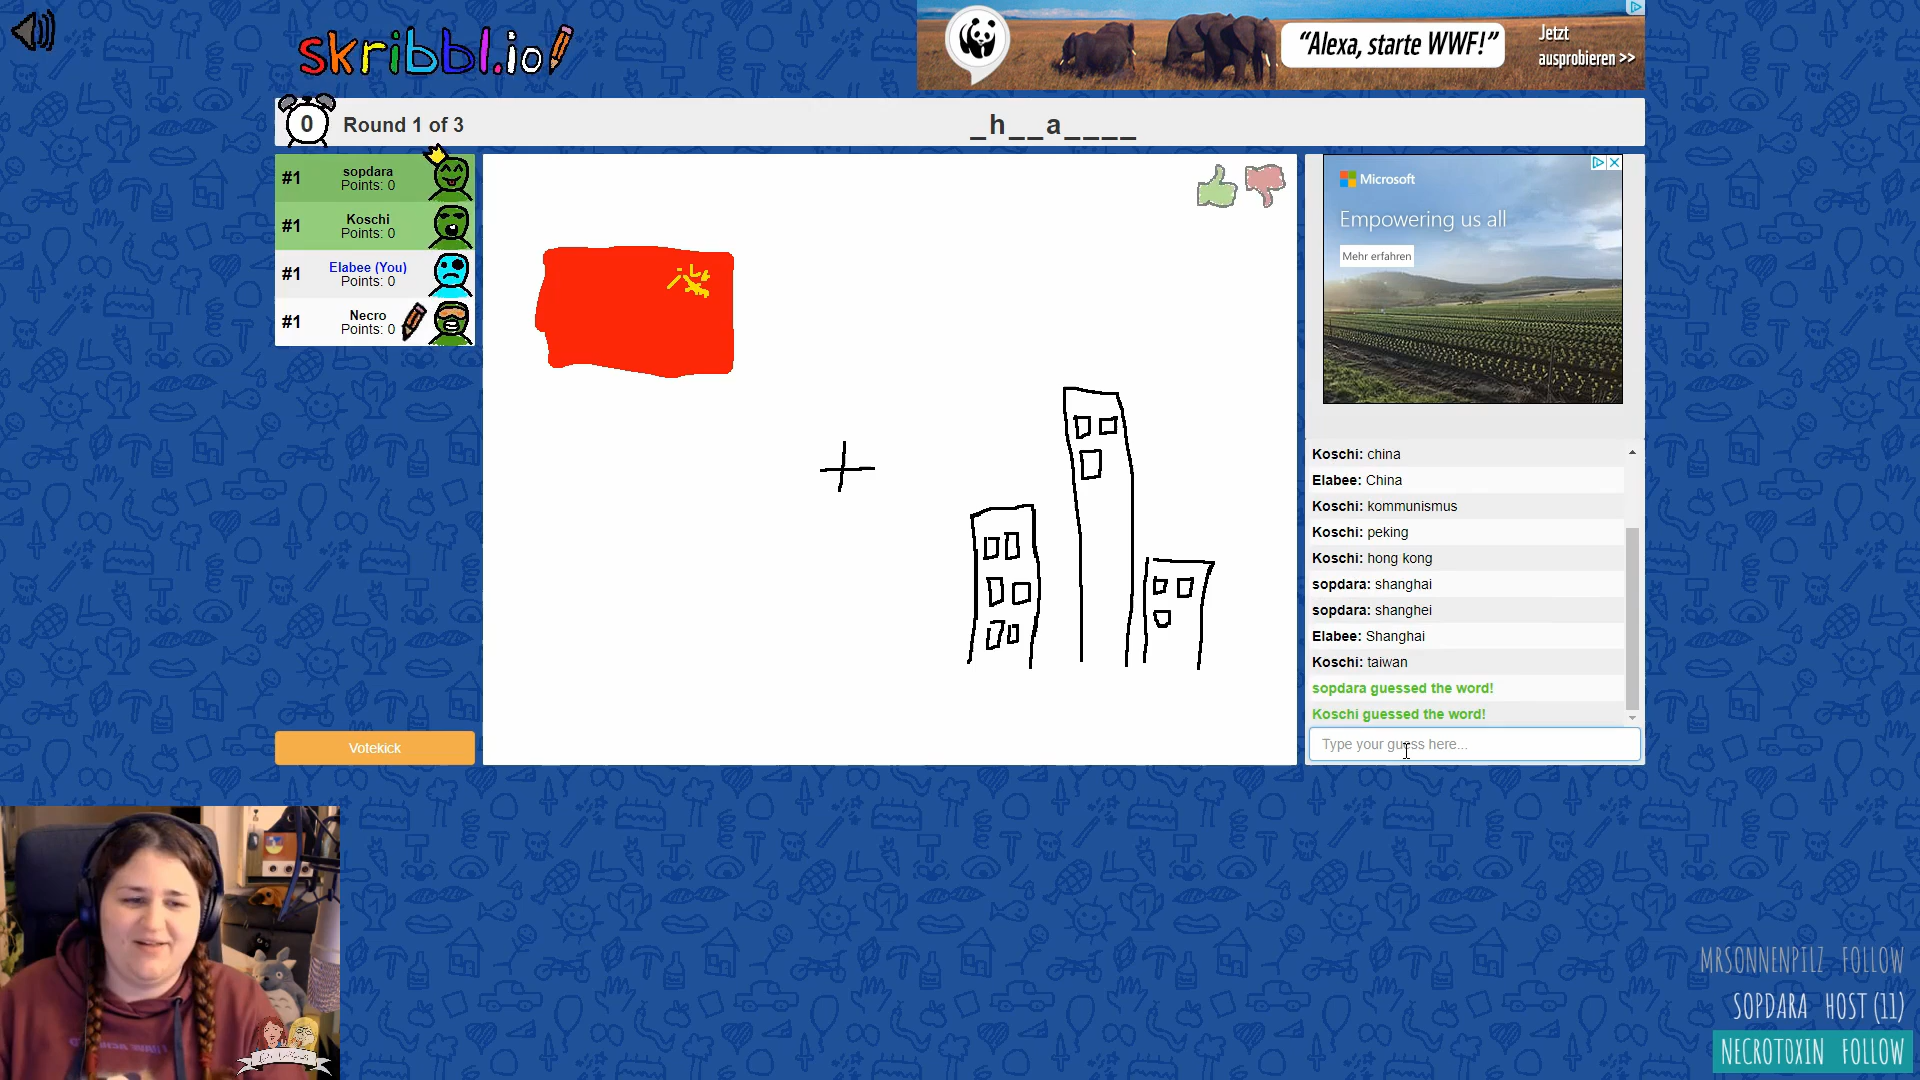 skribbl.io
"Alexa, starte WWF!"
Jetzt
ausprobieren >>
0
Round 1 of 3
_h__a____
#1
sopdara
Points: 0
#1
Koschi
Points: 0
#1
Elabee (You)
Points: 0
#1
Necro
Points: 0
Votekick
Microsoft
Empowering us all
Mehr erfahren
Koschi: china
Elabee: China
Koschi: kommunismus
Koschi: peking
Koschi: hong kong
sopdara: shanghai
sopdara: shanghei
Elabee: Shanghai
Koschi: taiwan
sopdara guessed the word!
Koschi guessed the word!
Type your guess here...
MRSONNENPILZ FOLLOW
SOPDARA HOST (11)
NECROTOXIN FOLLOW